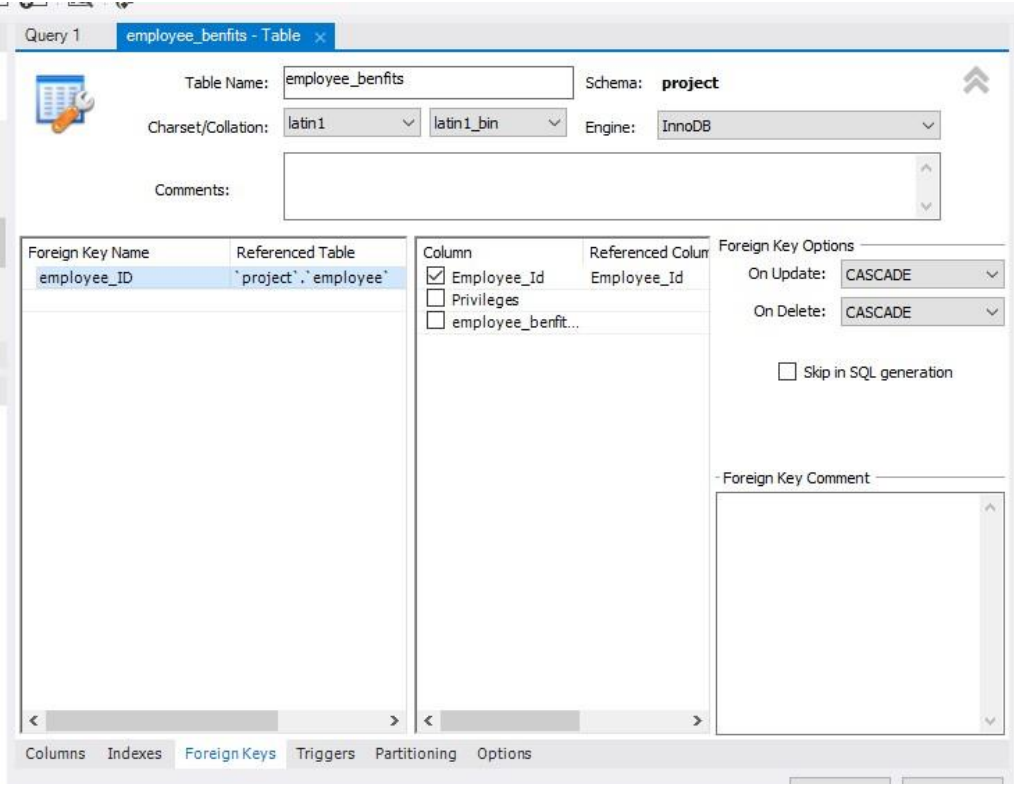 Query 1 employee_benfits - Table ×
Table Name: employee_benfits Schema: project
Charset/Collation: latin1 latin1_bin Engine: InnoDB
Comments:
Foreign Key Name Referenced Table Column Referenced Colum Foreign Key Options
employee_ID `project`.`employee` Employee_Id Employee_Id On Update: CASCADE
Privileges
employee_benfit... On Delete: CASCADE
Skip in SQL generation
Foreign Key Comment
Columns Indexes Foreign Keys Triggers Partitioning Options